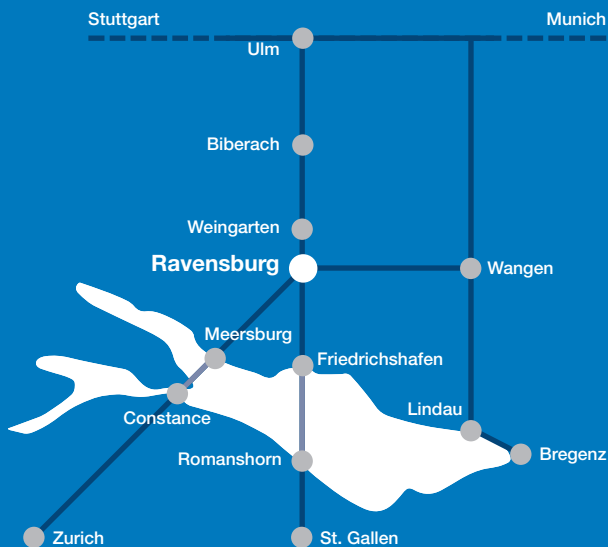 Stuttgart
Munich
Ulm
Biberach
Weingarten
Ravensburg
Wangen
Meersburg
Friedrichshafen
Lindau
Constance
Romanshorn
Bregenz
Zurich
St. Gallen